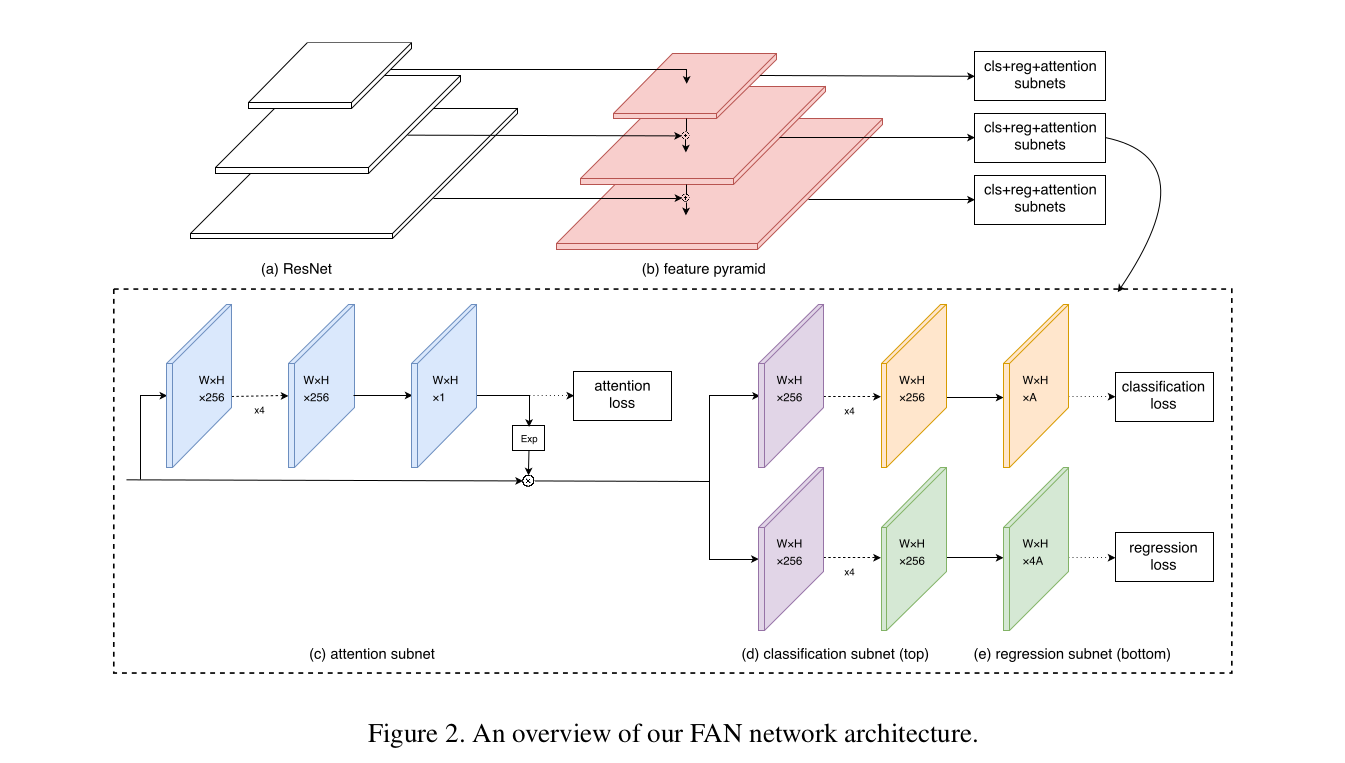 cls+reg+attention
subnets
cls+reg+attention
subnets
cls+reg+attention
subnets
(a) ResNet
(b) feature pyramid
W×H
×256
x4
W×H
×256
W×H
×1
attention
loss
Exp
W×H
×256
x4
W×H
×256
W×H
×A
classification
loss
W×H
×256
x4
W×H
×256
W×H
×4A
regression
loss
(c) attention subnet
(d) classification subnet (top)
(e) regression subnet (bottom)
Figure 2. An overview of our FAN network architecture.